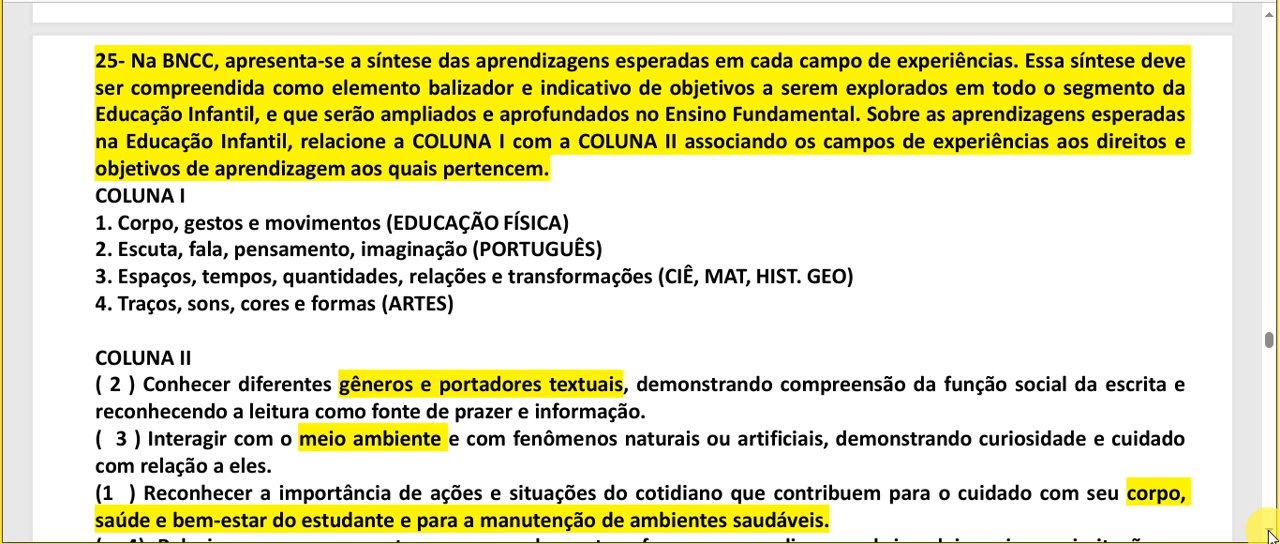 25- Na BNCC, apresenta-se a síntese das aprendizagens esperadas em cada campo de experiências. Essa síntese deve
ser compreendida como elemento balizador e indicativo de objetivos a serem explorados em todo o segmento da
Educação Infantil, e que serão ampliados e aprofundados no Ensino Fundamental. Sobre as aprendizagens esperadas
na Educação Infantil, relacione a COLUNA I com a COLUNA II associando os campos de experiências aos direitos e
objetivos de aprendizagem aos quais pertencem.
COLUNA I
1. Corpo, gestos e movimentos (EDUCAÇÃO FÍSICA)
2. Escuta, fala, pensamento, imaginação (PORTUGUÊS)
3. Espaços, tempos, quantidades, relações e transformações (CIÊ, MAT, HIST. GEO)
4. Traços, sons, cores e formas (ARTES)
COLUNA II
( 2 ) Conhecer diferentes gêneros e portadores textuais, demonstrando compreensão da função social da escrita e
reconhecendo a leitura como fonte de prazer e informação.
( 3 ) Interagir com o meio ambiente e com fenômenos naturais ou artificiais, demonstrando curiosidade e cuidado
com relação a eles.
(1 ) Reconhecer a importância de ações e situações do cotidiano que contribuem para o cuidado com seu corpo,
saúde e bem-estar do estudante e para a manutenção de ambientes saudáveis.